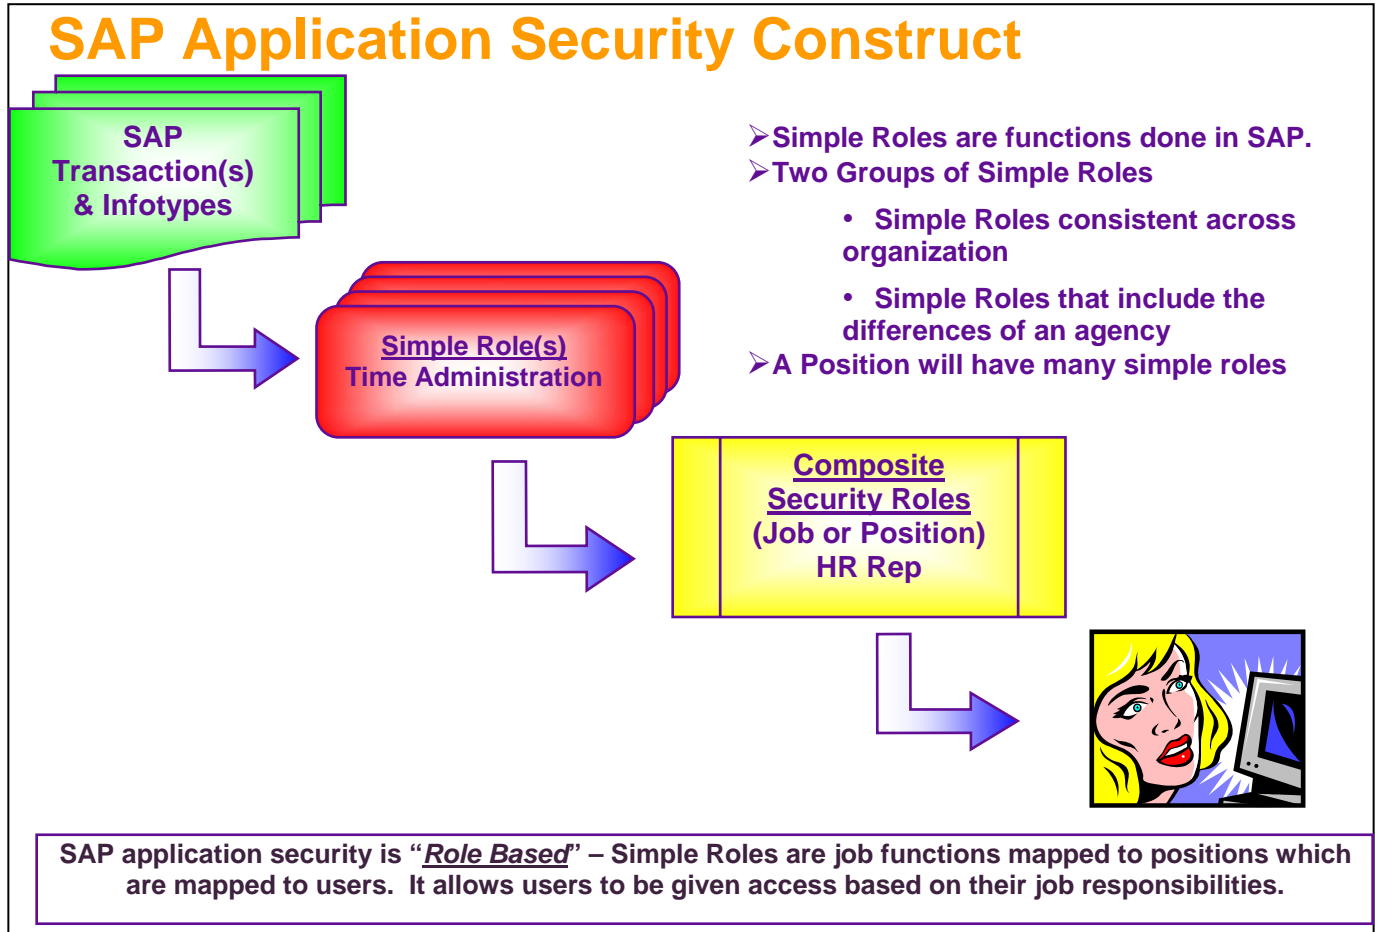 SAP Application Security Construct
SAP
Transaction(s)
& Infotypes
➢Simple Roles are functions done in SAP.
➢Two Groups of Simple Roles
• Simple Roles consistent across
organization
• Simple Roles that include the
differences of an agency
➢A Position will have many simple roles
Simple Role(s)
Time Administration
Composite
Security Roles
(Job or Position)
HR Rep
SAP application security is “Role Based” – Simple Roles are job functions mapped to positions which
are mapped to users.  It allows users to be given access based on their job responsibilities.